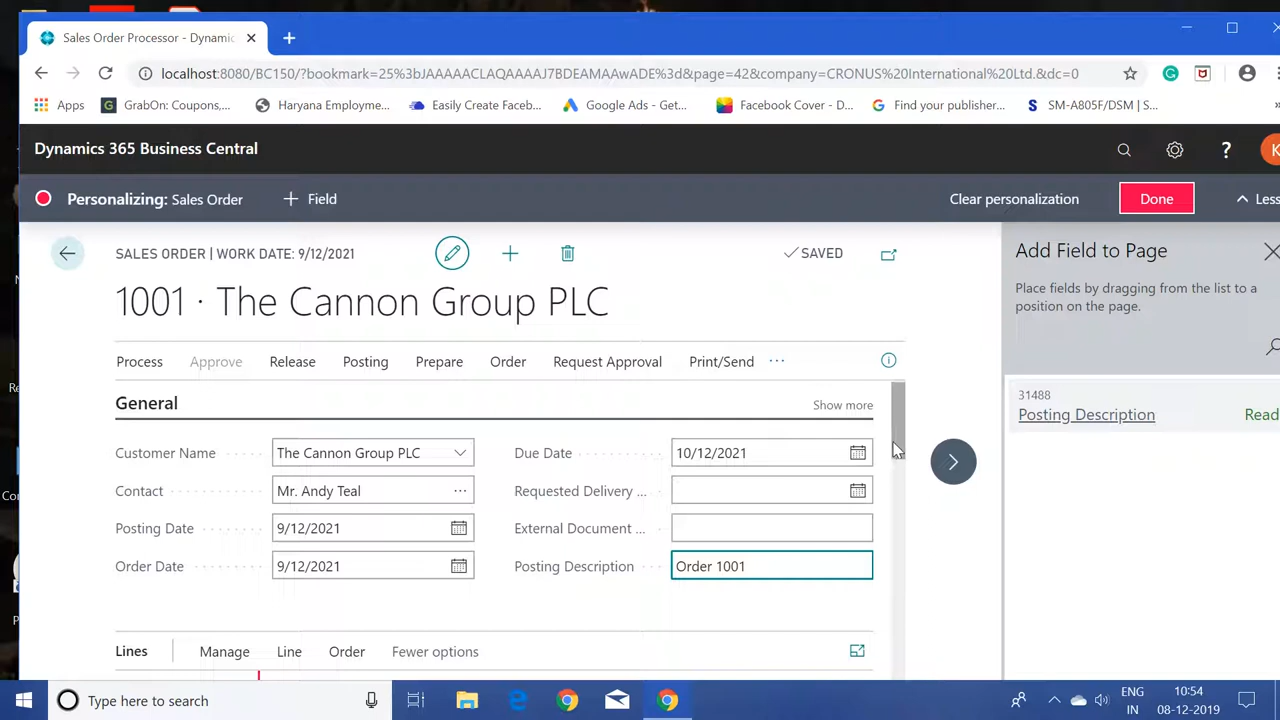 Sales Order Processor - Dynamic
localhost:8080/BC150/?bookmark=25%3bJAAAAACLAQAAAAJ7BDEAMAAwADE%3d&page=42&company=CRONUS%20International%20Ltd.&dc=0
Apps
GrabOn: Coupons,...
Haryana Employme...
Easily Create Faceb...
Google Ads - Get...
Facebook Cover - D...
Find your publisher...
SM-A805F/DSM | S...
Dynamics 365 Business Central
?
K
Personalizing: Sales Order
+ Field
Clear personalization
Done
Less
SALES ORDER | WORK DATE: 9/12/2021
SAVED
1001 · The Cannon Group PLC
Process
Approve
Release
Posting
Prepare
Order
Request Approval
Print/Send
...
General
Show more
Customer Name
The Cannon Group PLC
Due Date
10/12/2021
Contact
Mr. Andy Teal
...
Requested Delivery ...
Posting Date
9/12/2021
External Document ...
Order Date
9/12/2021
Posting Description
Order 1001
Lines
Manage
Line
Order
Fewer options
Add Field to Page
Place fields by dragging from the list to a
position on the page.
31488
Posting Description
Read
Type here to search
ENG
IN
10:54
08-12-2019